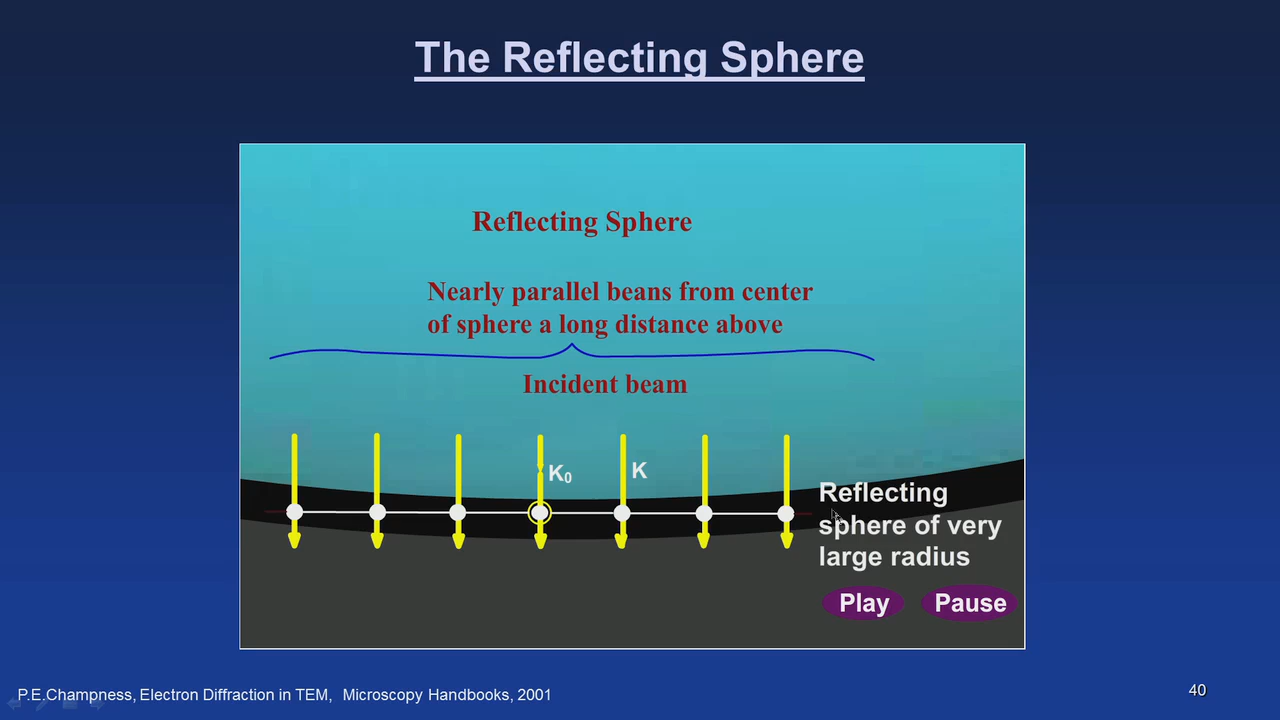 The Reflecting Sphere
Reflecting Sphere
Nearly parallel beans from center
of sphere a long distance above
Incident beam
K₀
K
Reflecting
sphere of very
large radius
Play
Pause
P.E.Champness, Electron Diffraction in TEM, Microscopy Handbooks, 2001
40